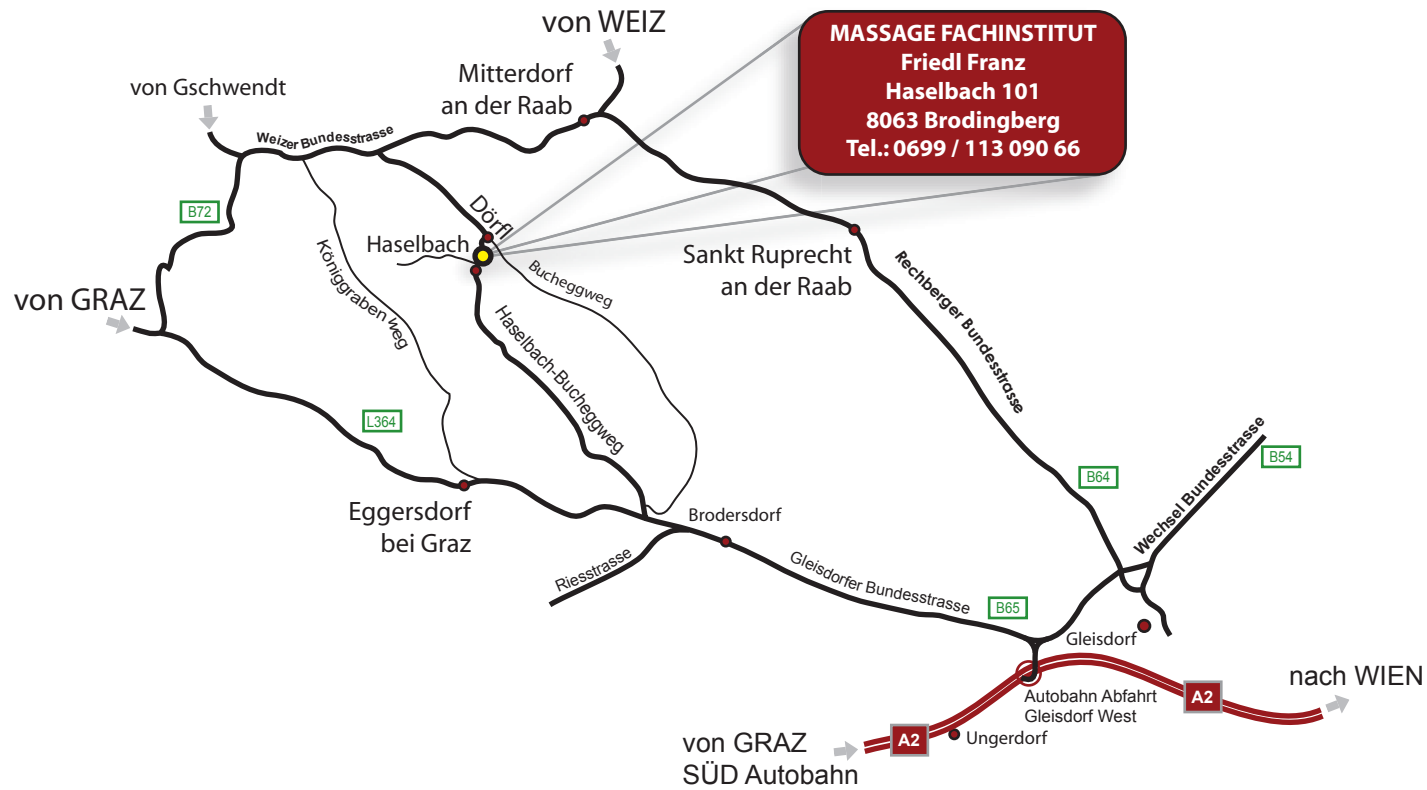 von WEIZ
MASSAGE FACHINSTITUT
Friedl Franz
Haselbach 101
8063 Brodingberg
Tel.: 0699 / 113 090 66
von Gschwendt
Mitterdorf
an der Raab
Weizer Bundesstrasse
B72
Dörfl
Haselbach
Königgraben weg
Bucheggweg
Sankt Ruprecht
an der Raab
von GRAZ
Rechberger Bundesstrasse
Haselbach-Bucheggweg
L364
B54
B64
Wechsel Bundesstrasse
Eggersdorf
bei Graz
Brodersdorf
Riesstrasse
Gleisdorfer Bundesstrasse
B65
Gleisdorf
nach WIEN
Autobahn Abfahrt
Gleisdorf West
A2
A2
Ungerdorf
von GRAZ
SÜD Autobahn